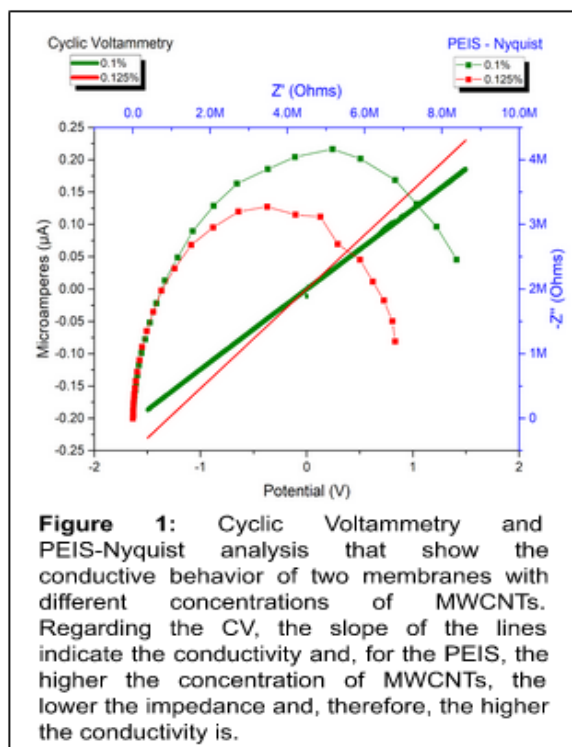 Cyclic Voltammetry
0.1%
0.125%
PEIS - Nyquist
0.1%
0.125%
Z' (Ohms)
0.0 2.0M 4.0M 6.0M 8.0M 10.0M
0.25
0.20
0.15
0.10
0.05
0.00
-0.05
-0.10
-0.15
-0.20
-0.25
Microamperes (μA)
4M
3M
2M
1M
0
-Z'' (Ohms)
-2 -1 0 1 2
Potential (V)
Figure 1: Cyclic Voltammetry and
PEIS-Nyquist analysis that show the
conductive behavior of two membranes with
different concentrations of MWCNTs.
Regarding the CV, the slope of the lines
indicate the conductivity and, for the PEIS, the
higher the concentration of MWCNTs, the
lower the impedance and, therefore, the higher
the conductivity is.